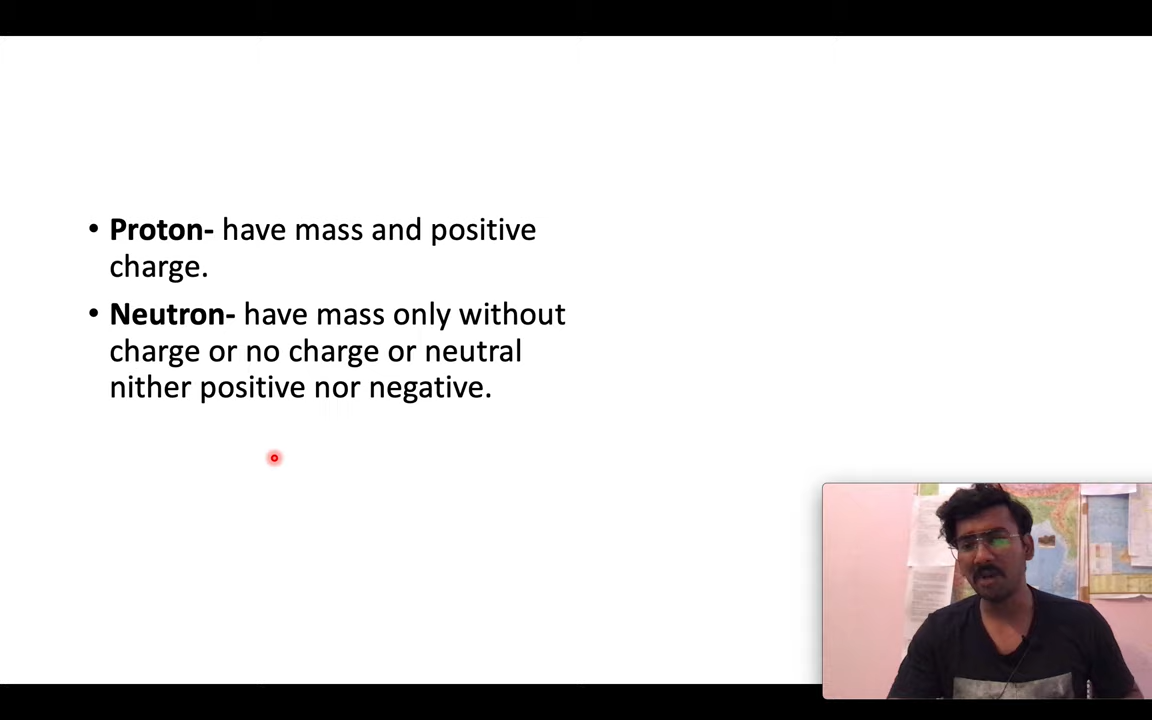 • Proton- have mass and positive
charge.
• Neutron- have mass only without
charge or no charge or neutral
nither positive nor negative.